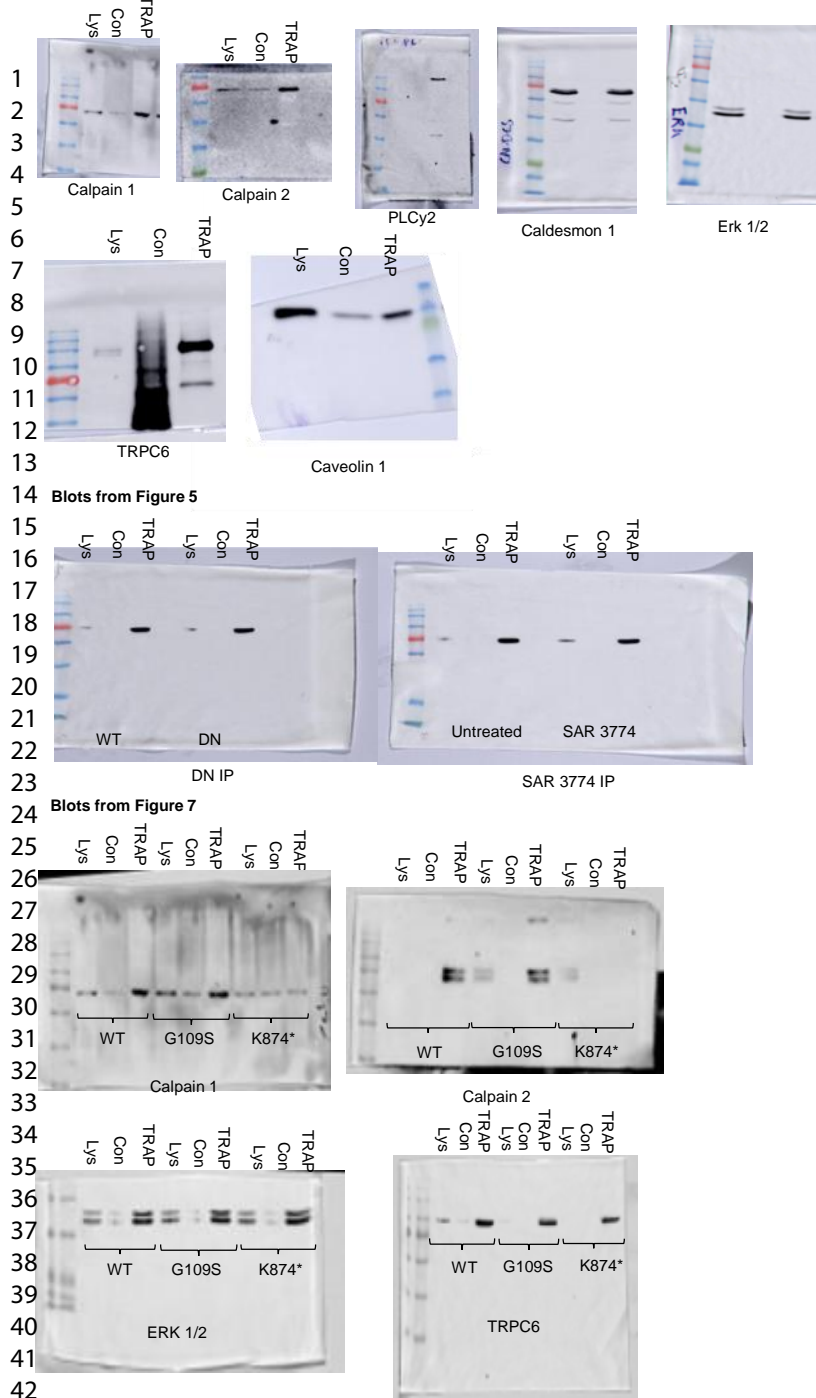 Lys Con TRAP
Lys Con TRAP
Calpain 1
Calpain 2
PLCy2
Caldesmon 1
ERK
Erk 1/2
Lys Con TRAP
Lys Con TRAP
TRPC6
Caveolin 1
Blots from Figure 5
Lys Con TRAP Lys Con TRAP
Lys Con TRAP Lys Con TRAP
WT DN
Untreated SAR 3774
DN IP
SAR 3774 IP
Blots from Figure 7
Lys Con TRAP Lys Con TRAP Lys Con TRAP
Lys Con TRAP Lys Con TRAP Lys Con TRAP
WT G109S K874*
WT G109S K874*
Calpain 1
Calpain 2
Lys Con TRAP Lys Con TRAP Lys Con TRAP
Lys Con TRAP Lys Con TRAP Lys Con TRAP
WT G109S K874*
WT G109S K874*
ERK 1/2
TRPC6
1
2
3
4
5
6
7
8
9
10
11
12
13
14
15
16
17
18
19
20
21
22
23
24
25
26
27
28
29
30
31
32
33
34
35
36
37
38
39
40
41
42